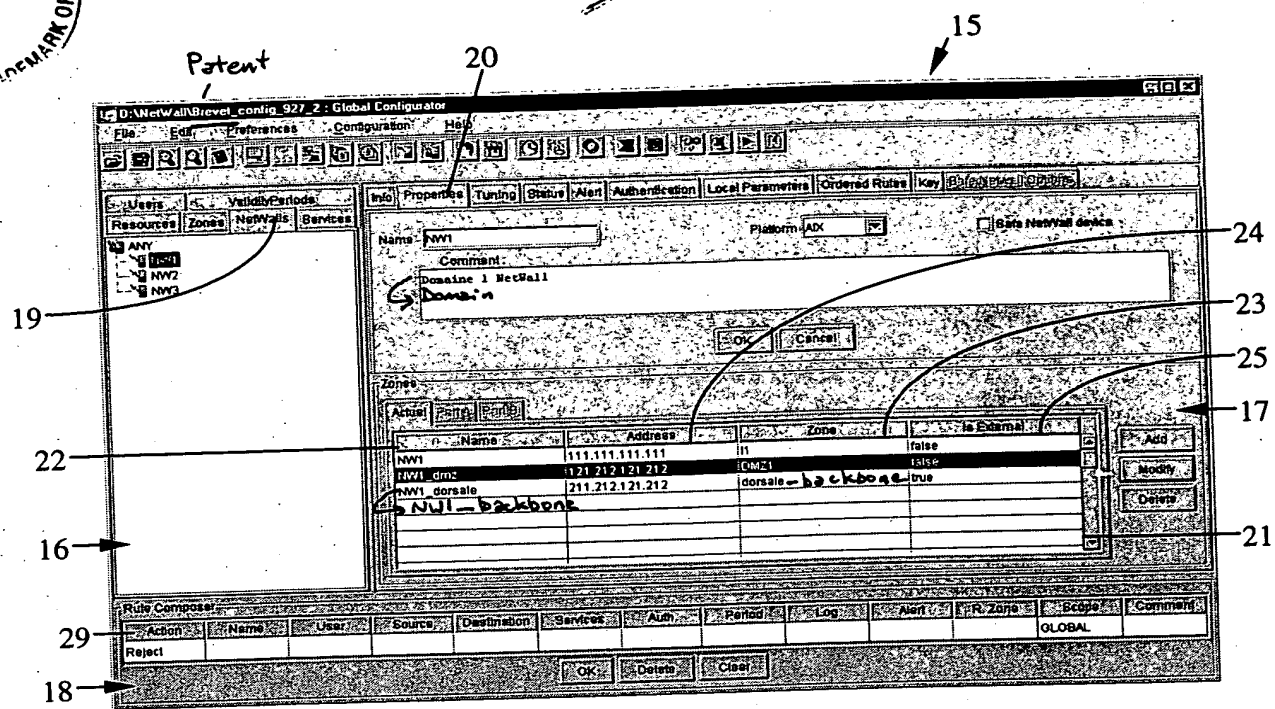 15
Patent
20
D:\NetWall\Brevet_config_927_2 : Global Configurator
File Edit Preferences Configuration Help
Users ValidityPeriods
Resources Zones NetWalls Services
Info Properties Tuning Status Alert Authentication Local Parameters Ordered Rules Key
ANY
NW2
NW3
Name NW1 Platform AIX NetWall device
Comment
Domaine 1 NetWall
Domain
OK Cancel
24
23
25
17
19
Zones
Actual
Name Address Zone Is External
NW1 111.111.111.111 I1 false
NW1_dmz 121.212.121.212 DMZ1 false
NW1_dorsale 211.212.121.212 dorsale - backbone true
NW1_backbone
Add
Modify
Delete
22
16
21
Rule Composer
Action Name User Source Destination Services Auth Period Log Alert R. Zone Scope Comment
Reject GLOBAL
OK Delete Clear
29
18